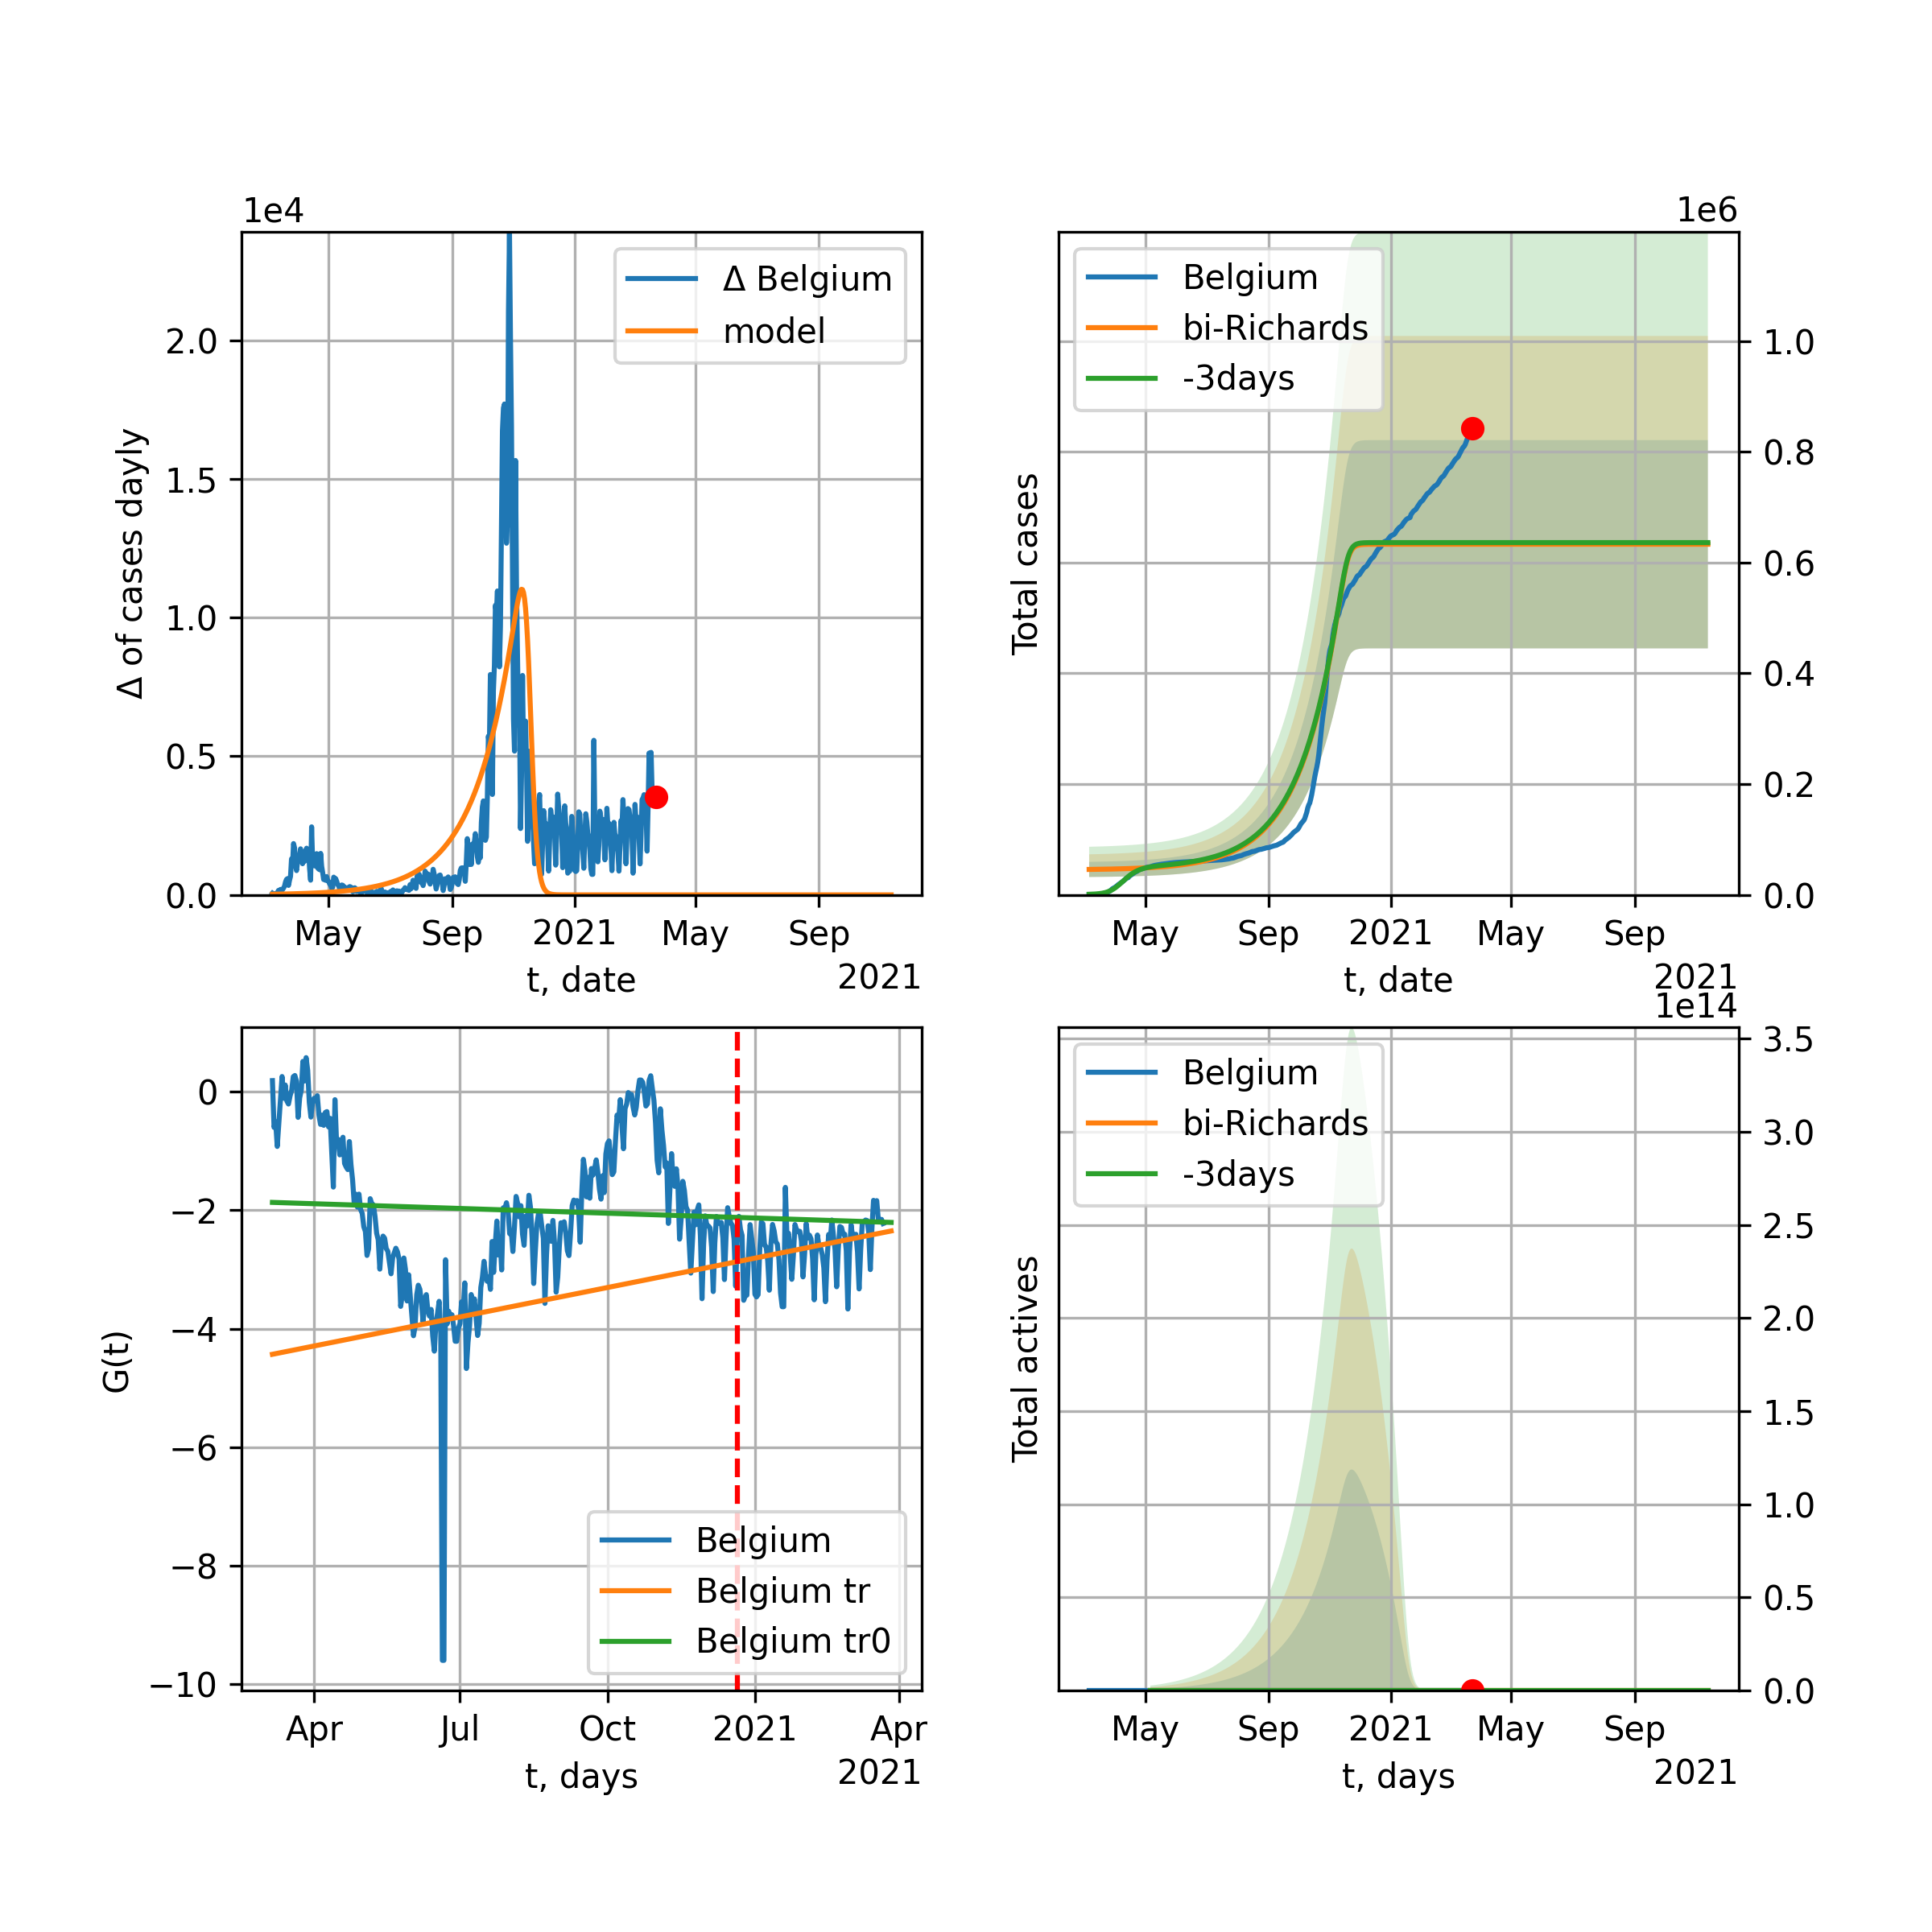 1e4
Δ of cases dayly
2.0
1.5
1.0
0.5
0.0
Δ Belgium
model
May
Sep
2021
May
Sep
t, date
2021
1e6
Total cases
Belgium
bi-Richards
-3days
1.0
0.8
0.6
0.4
0.2
0.0
May
Sep
2021
May
Sep
t, date
2021
G(t)
0
−2
−4
−6
−8
−10
Belgium
Belgium tr
Belgium tr0
Apr
Jul
Oct
2021
Apr
t, days
2021
1e14
Total actives
Belgium
bi-Richards
-3days
3.5
3.0
2.5
2.0
1.5
1.0
0.5
0.0
May
Sep
2021
May
Sep
t, days
2021